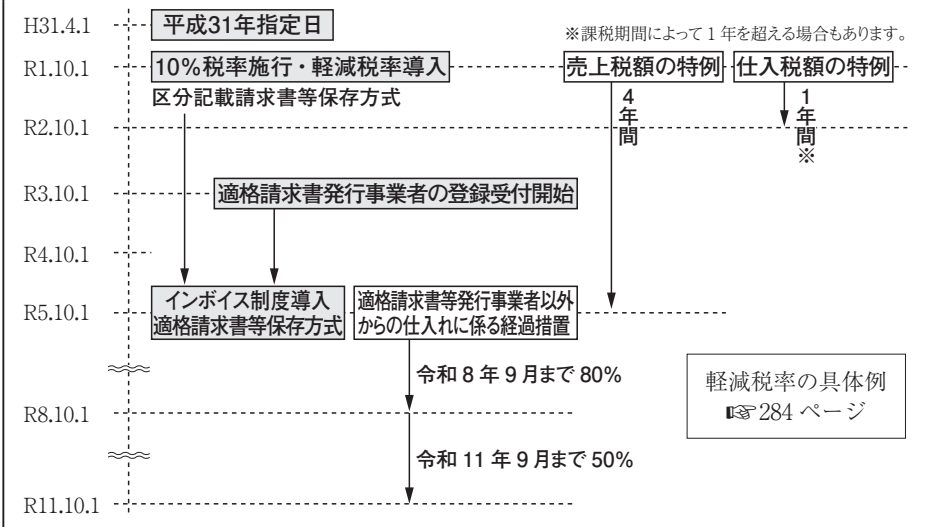 H31.4.1 平成31年指定日
※課税期間によって1年を超える場合もあります。
R1.10.1 10%税率施行・軽減税率導入 売上税額の特例 仕入税額の特例
区分記載請求書等保存方式
4年間
1年間※
R2.10.1
R3.10.1 適格請求書発行事業者の登録受付開始
R4.10.1
R5.10.1
インボイス制度導入
適格請求書等保存方式
適格請求書等発行事業者以外
からの仕入れに係る経過措置
令和8年9月まで80%
軽減税率の具体例
☞284ページ
R8.10.1
令和11年9月まで50%
R11.10.1